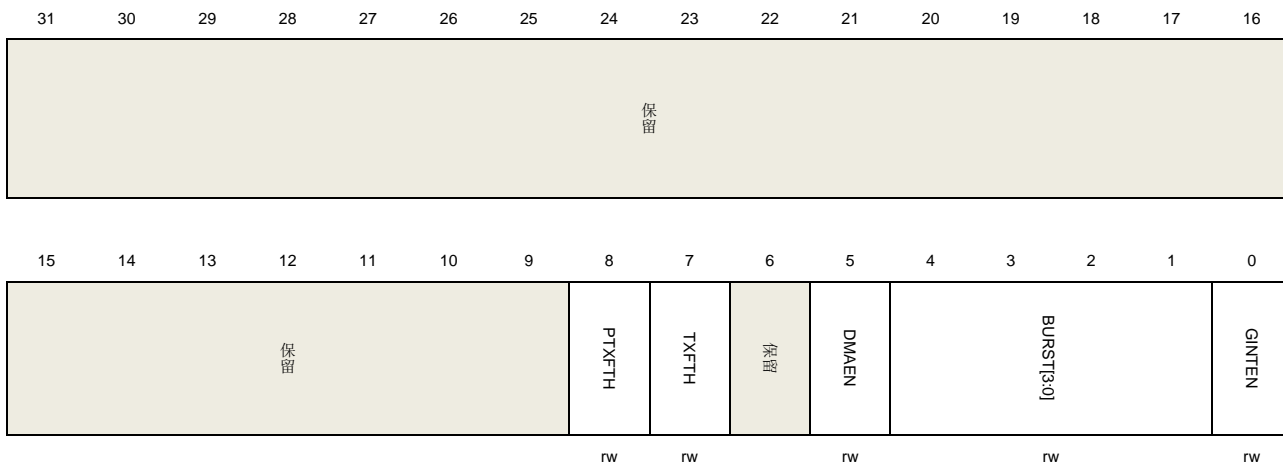 31 30 29 28 27 26 25 24 23 22 21 20 19 18 17 16
保留
15 14 13 12 11 10 9 8 7 6 5 4 3 2 1 0
保留 PTXFTH TXFTH 保留 DMAEN BURST[3:0] GINTEN
rw rw rw rw rw